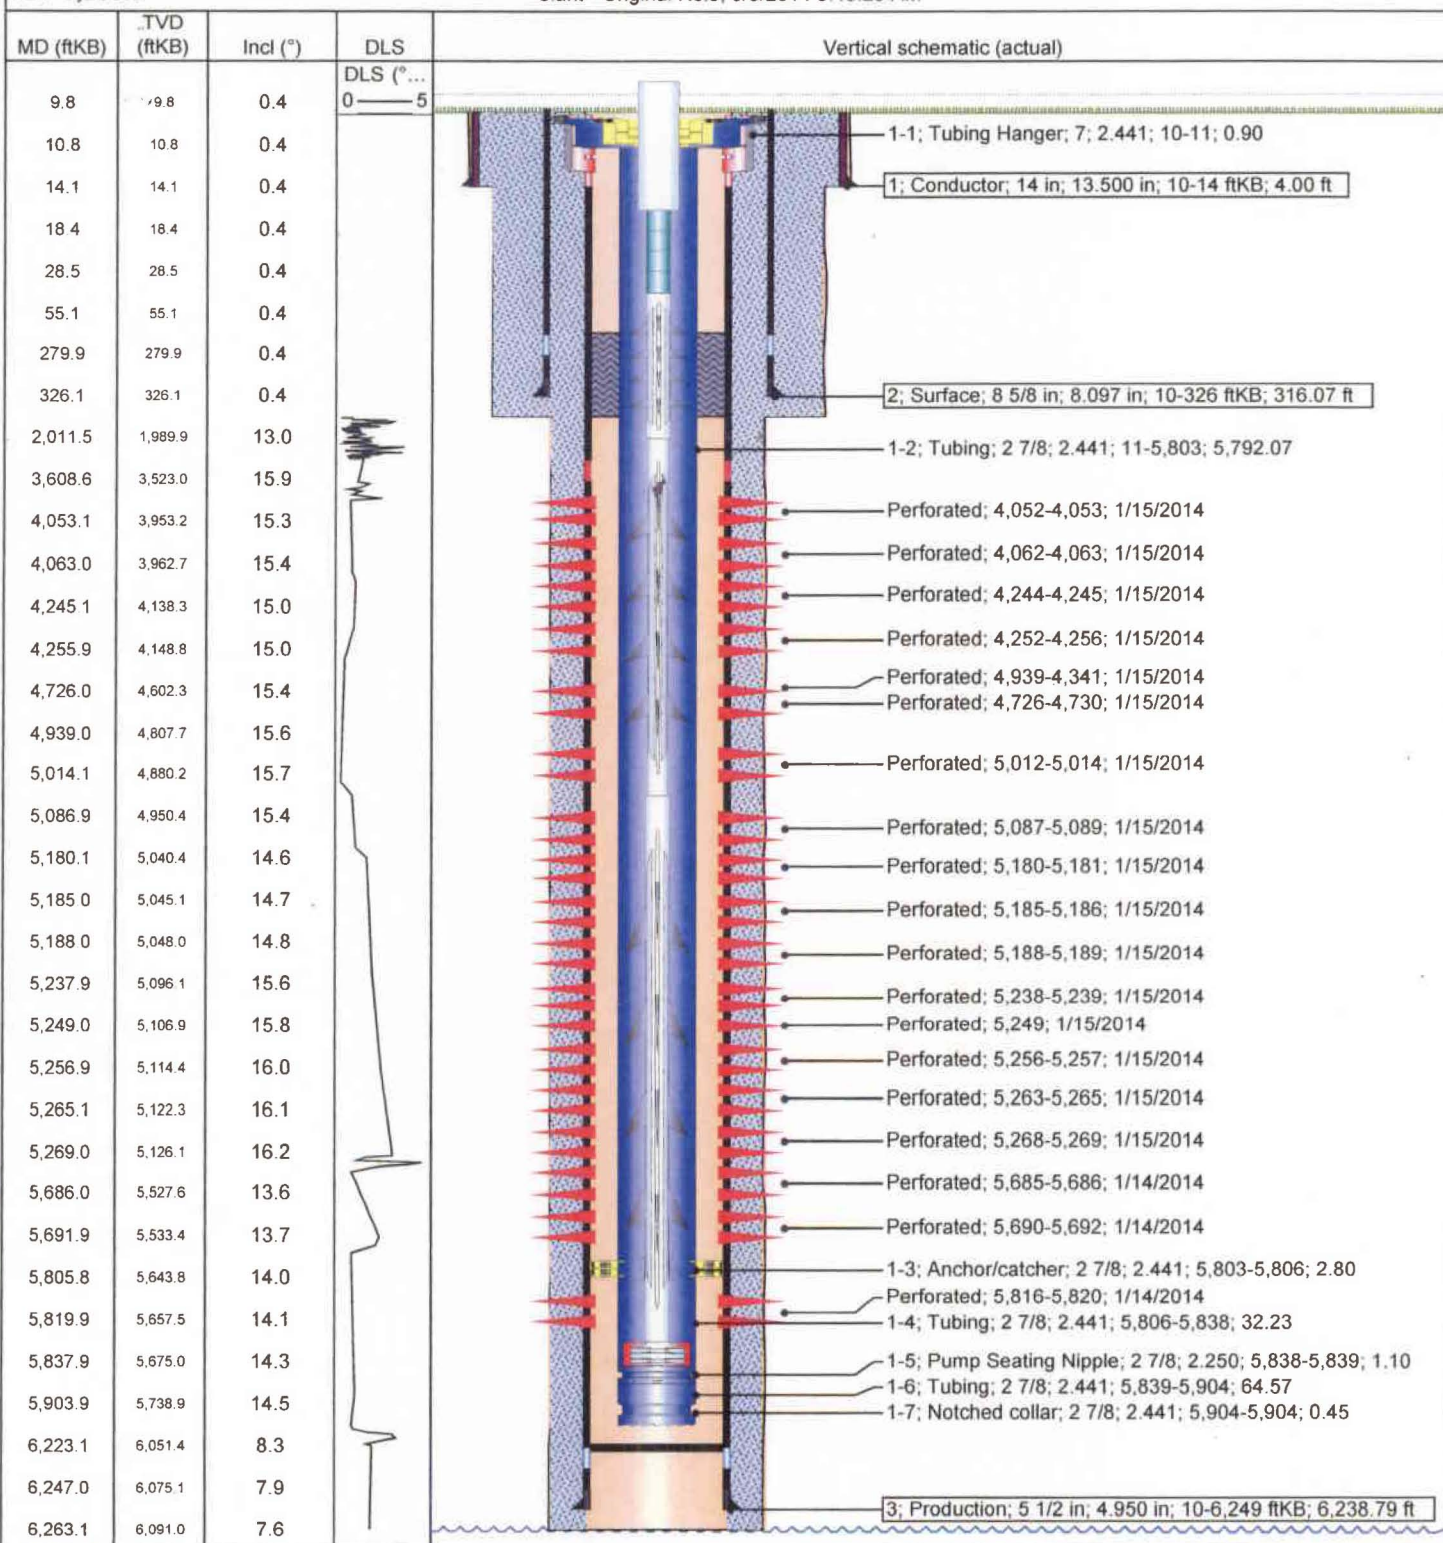 MD (ftKB) TVD (ftKB) Incl (°) DLS Vertical schematic (actual)
DLS (°...
0 5
9.8 9.8 0.4
10.8 10.8 0.4
14.1 14.1 0.4
18.4 18.4 0.4
28.5 28.5 0.4
55.1 55.1 0.4
279.9 279.9 0.4
326.1 326.1 0.4
2,011.5 1,989.9 13.0
3,608.6 3,523.0 15.9
4,053.1 3,953.2 15.3
4,063.0 3,962.7 15.4
4,245.1 4,138.3 15.0
4,255.9 4,148.8 15.0
4,726.0 4,602.3 15.4
4,939.0 4,807.7 15.6
5,014.1 4,880.2 15.7
5,086.9 4,950.4 15.4
5,180.1 5,040.4 14.6
5,185.0 5,045.1 14.7
5,188.0 5,048.0 14.8
5,237.9 5,096.1 15.6
5,249.0 5,106.9 15.8
5,256.9 5,114.4 16.0
5,265.1 5,122.3 16.1
5,269.0 5,126.1 16.2
5,686.0 5,527.6 13.6
5,691.9 5,533.4 13.7
5,805.8 5,643.8 14.0
5,819.9 5,657.5 14.1
5,837.9 5,675.0 14.3
5,903.9 5,738.9 14.5
6,223.1 6,051.4 8.3
6,247.0 6,075.1 7.9
6,263.1 6,091.0 7.6
1-1; Tubing Hanger; 7; 2.441; 10-11; 0.90
1; Conductor; 14 in; 13.500 in; 10-14 ftKB; 4.00 ft
2; Surface; 8 5/8 in; 8.097 in; 10-326 ftKB; 316.07 ft
1-2; Tubing; 2 7/8; 2.441; 11-5,803; 5,792.07
Perforated; 4,052-4,053; 1/15/2014
Perforated; 4,062-4,063; 1/15/2014
Perforated; 4,244-4,245; 1/15/2014
Perforated; 4,252-4,256; 1/15/2014
Perforated; 4,939-4,341; 1/15/2014
Perforated; 4,726-4,730; 1/15/2014
Perforated; 5,012-5,014; 1/15/2014
Perforated; 5,087-5,089; 1/15/2014
Perforated; 5,180-5,181; 1/15/2014
Perforated; 5,185-5,186; 1/15/2014
Perforated; 5,188-5,189; 1/15/2014
Perforated; 5,238-5,239; 1/15/2014
Perforated; 5,249; 1/15/2014
Perforated; 5,256-5,257; 1/15/2014
Perforated; 5,263-5,265; 1/15/2014
Perforated; 5,268-5,269; 1/15/2014
Perforated; 5,685-5,686; 1/14/2014
Perforated; 5,690-5,692; 1/14/2014
1-3; Anchor/catcher; 2 7/8; 2.441; 5,803-5,806; 2.80
Perforated; 5,816-5,820; 1/14/2014
1-4; Tubing; 2 7/8; 2.441; 5,806-5,838; 32.23
1-5; Pump Seating Nipple; 2 7/8; 2.250; 5,838-5,839; 1.10
1-6; Tubing; 2 7/8; 2.441; 5,839-5,904; 64.57
1-7; Notched collar; 2 7/8; 2.441; 5,904-5,904; 0.45
3; Production; 5 1/2 in; 4.950 in; 10-6,249 ftKB; 6,238.79 ft